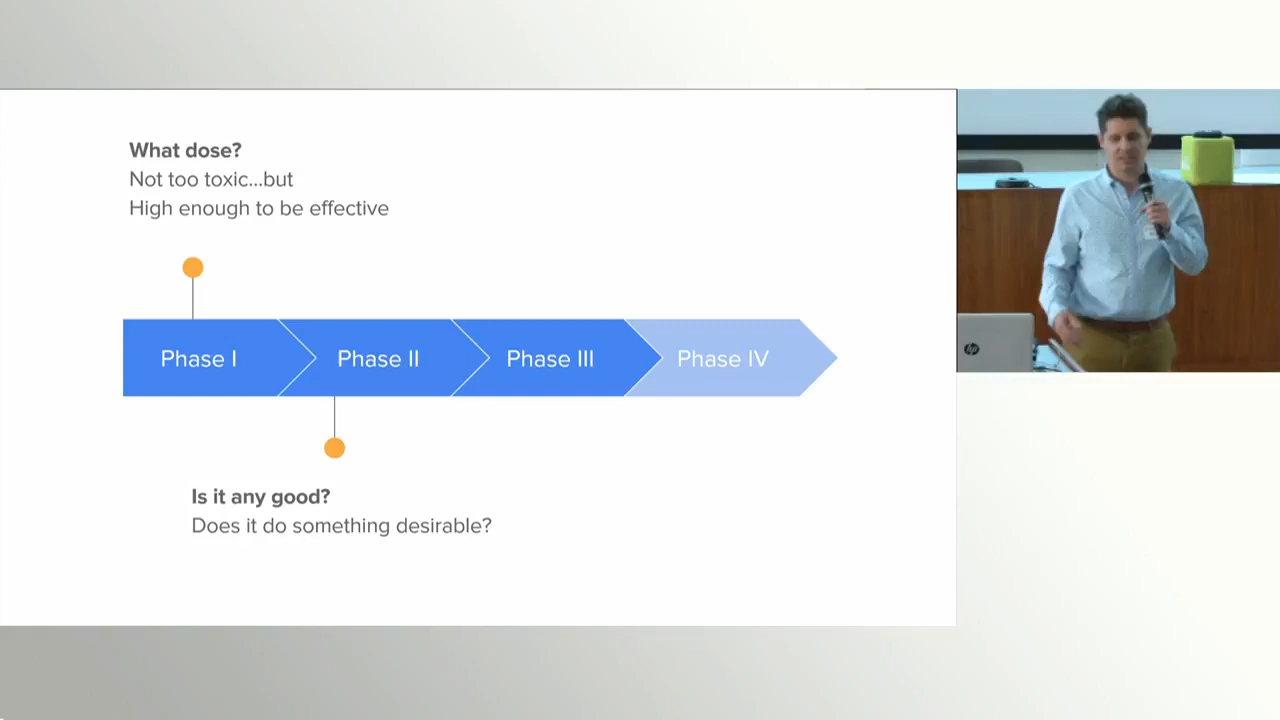 What dose?
Not too toxic...but
High enough to be effective
Phase I
Phase II
Phase III
Phase IV
Is it any good?
Does it do something desirable?
hp